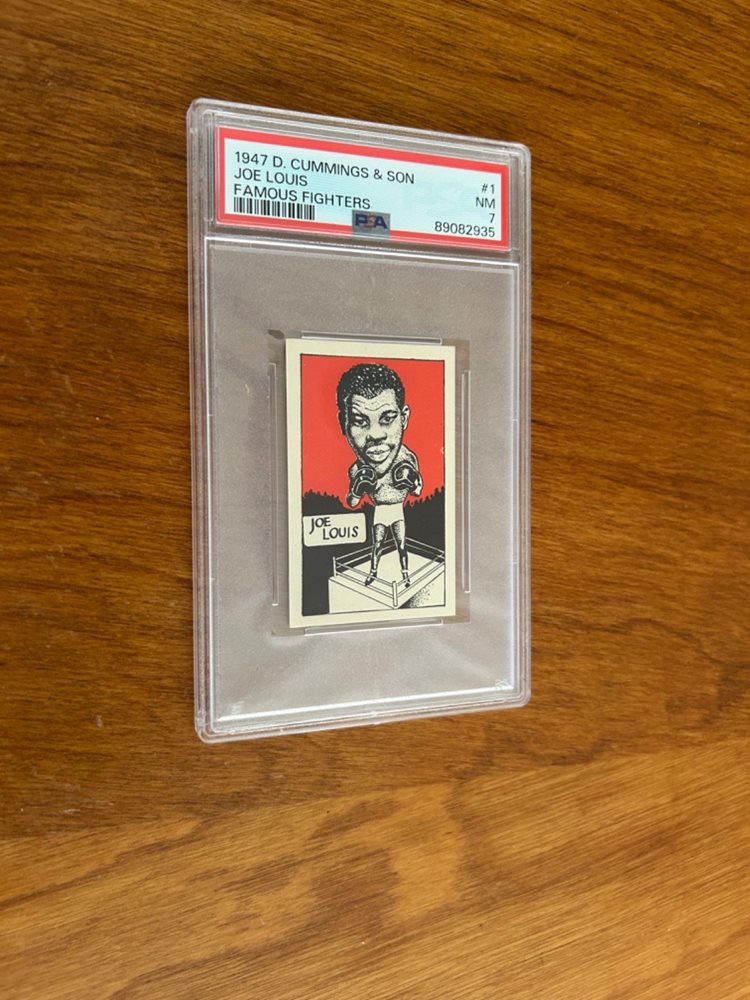 1947 D. CUMMINGS & SON #1
JOE LOUIS NM
FAMOUS FIGHTERS 7
PSA 89082935
JOE
LOUIS